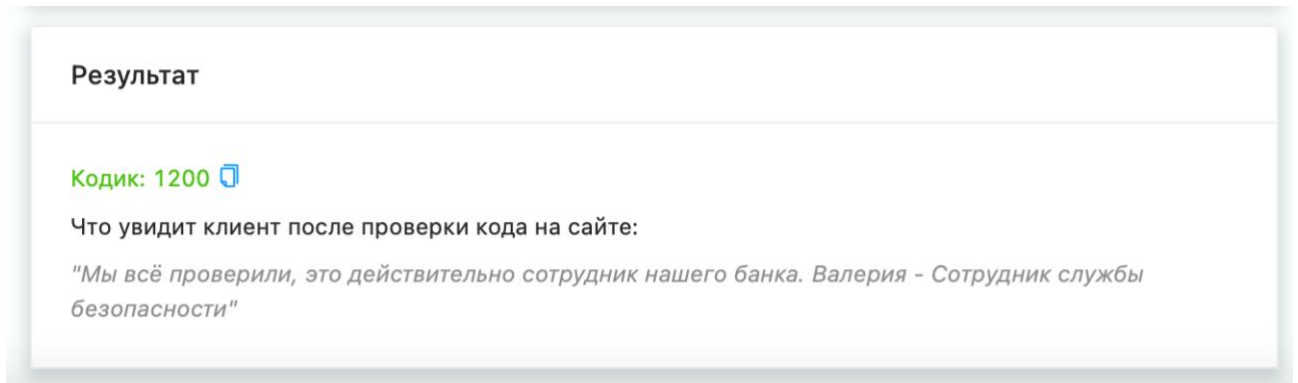 Результат
Кодик: 1200
Что увидит клиент после проверки кода на сайте:
"Мы всё проверили, это действительно сотрудник нашего банка. Валерия - Сотрудник службы
безопасности"